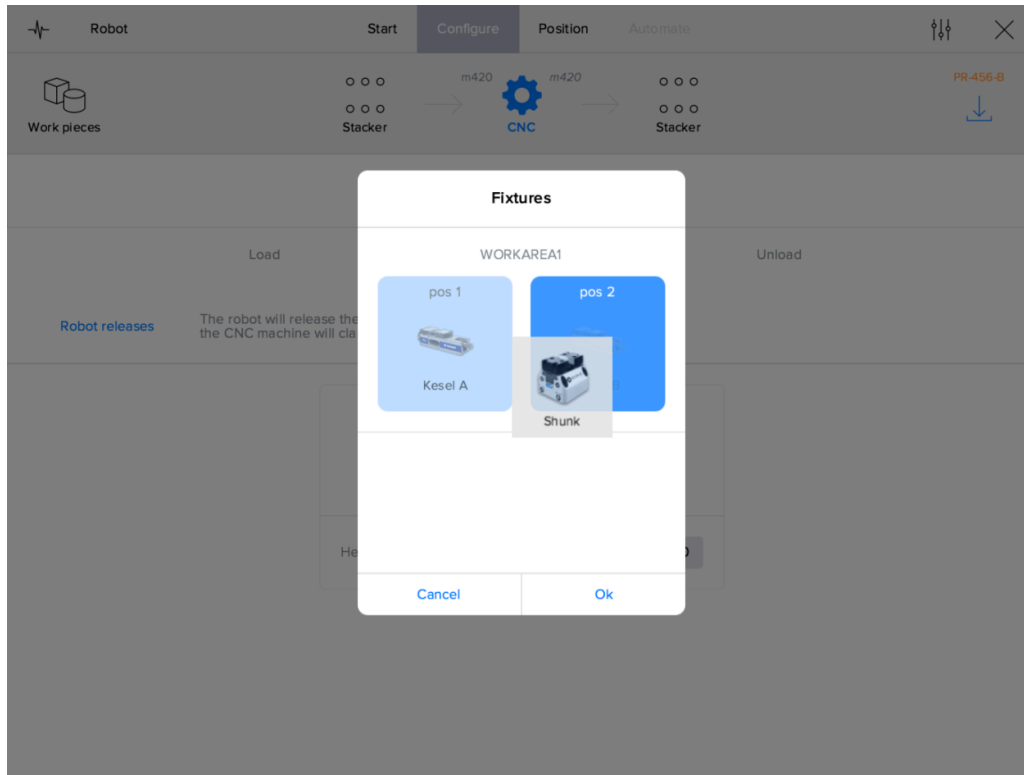 Robot
Start
Configure
Position
Automate
Work pieces
Stacker
m420
m420
CNC
Stacker
PR-456-B
Fixtures
WORKAREA1
Load
Unload
pos 1
pos 2
Robot releases
The robot will release the
the CNC machine will cla
Kesel A
Shunk
He
Cancel
Ok